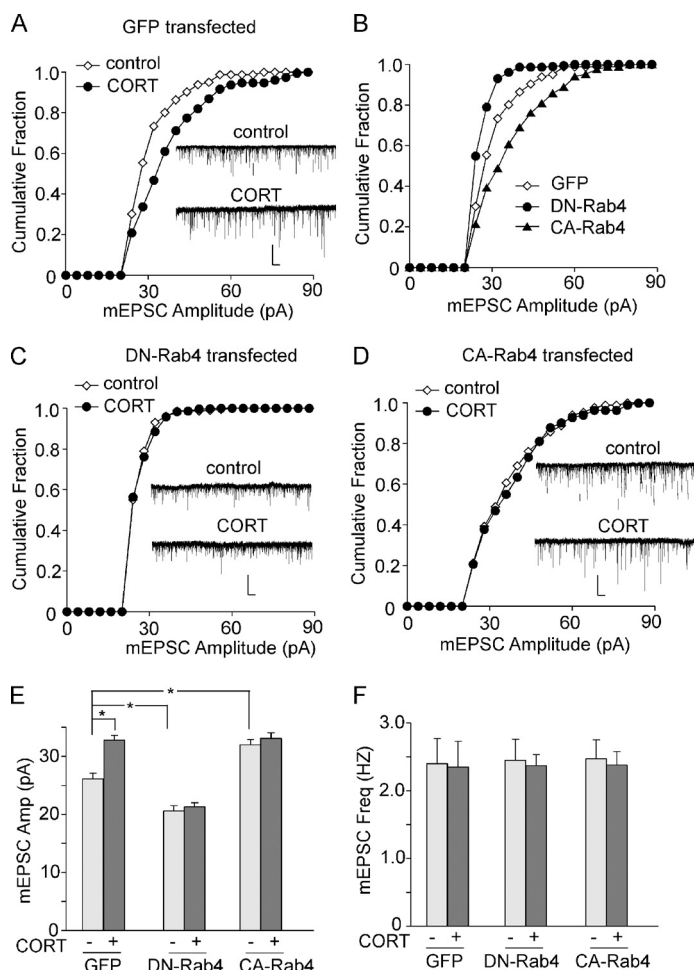 A
GFP transfected
control
CORT
1.0
0.8
0.6
0.4
0.2
0
Cumulative Fraction
control
CORT
30
60
90
mEPSC Amplitude (pA)
B
1.0
0.8
0.6
0.4
0.2
0
Cumulative Fraction
GFP
DN-Rab4
CA-Rab4
30
60
90
mEPSC Amplitude (pA)
C
DN-Rab4 transfected
control
CORT
1.0
0.8
0.6
0.4
0.2
0
Cumulative Fraction
control
CORT
0
30
60
90
mEPSC Amplitude (pA)
D
CA-Rab4 transfected
control
CORT
1.0
0.8
0.6
0.4
0.2
0
Cumulative Fraction
control
CORT
0
30
60
90
mEPSC Amplitude (pA)
E
* * *
30
20
10
0
mEPSC Amp (pA)
CORT - + - + - +
GFP DN-Rab4 CA-Rab4
F
3.0
2.0
1.0
0
mEPSC Freq (HZ)
CORT - + - + - +
GFP DN-Rab4 CA-Rab4